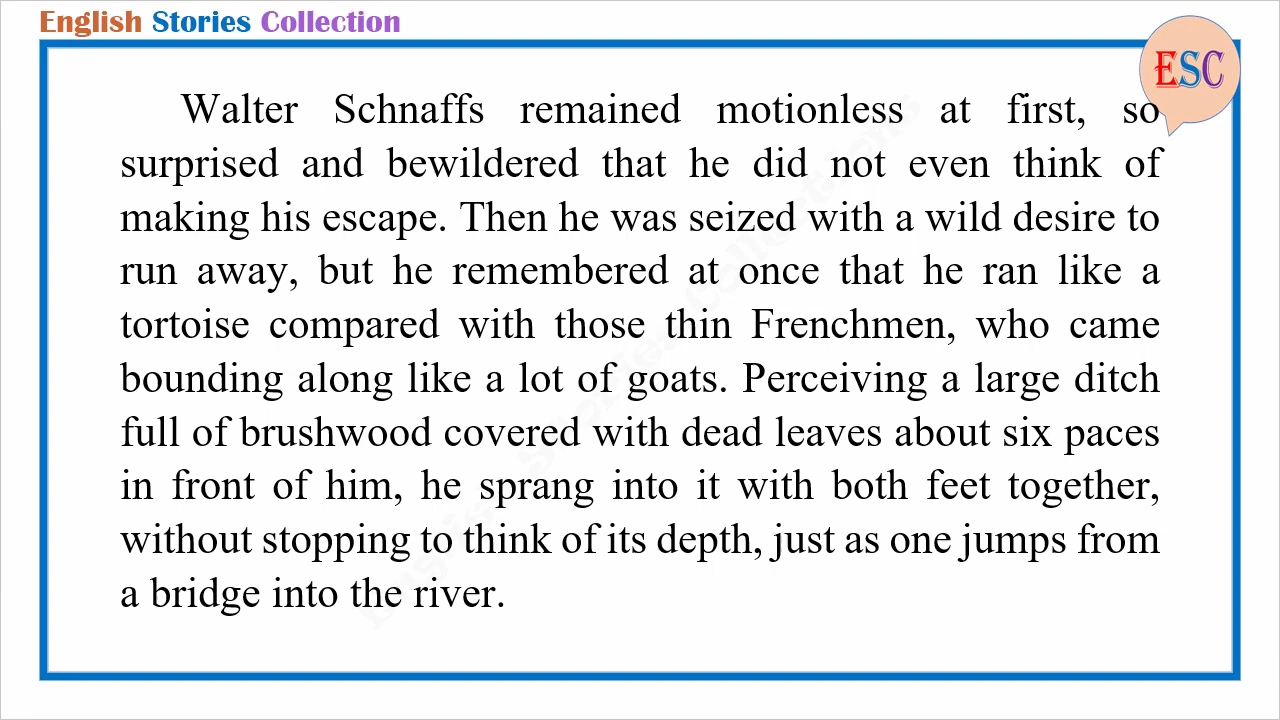 English Stories Collection
ESC
Walter Schnaffs remained motionless at first, so
surprised and bewildered that he did not even think of
making his escape. Then he was seized with a wild desire to
run away, but he remembered at once that he ran like a
tortoise compared with those thin Frenchmen, who came
bounding along like a lot of goats. Perceiving a large ditch
full of brushwood covered with dead leaves about six paces
in front of him, he sprang into it with both feet together,
without stopping to think of its depth, just as one jumps from
a bridge into the river.